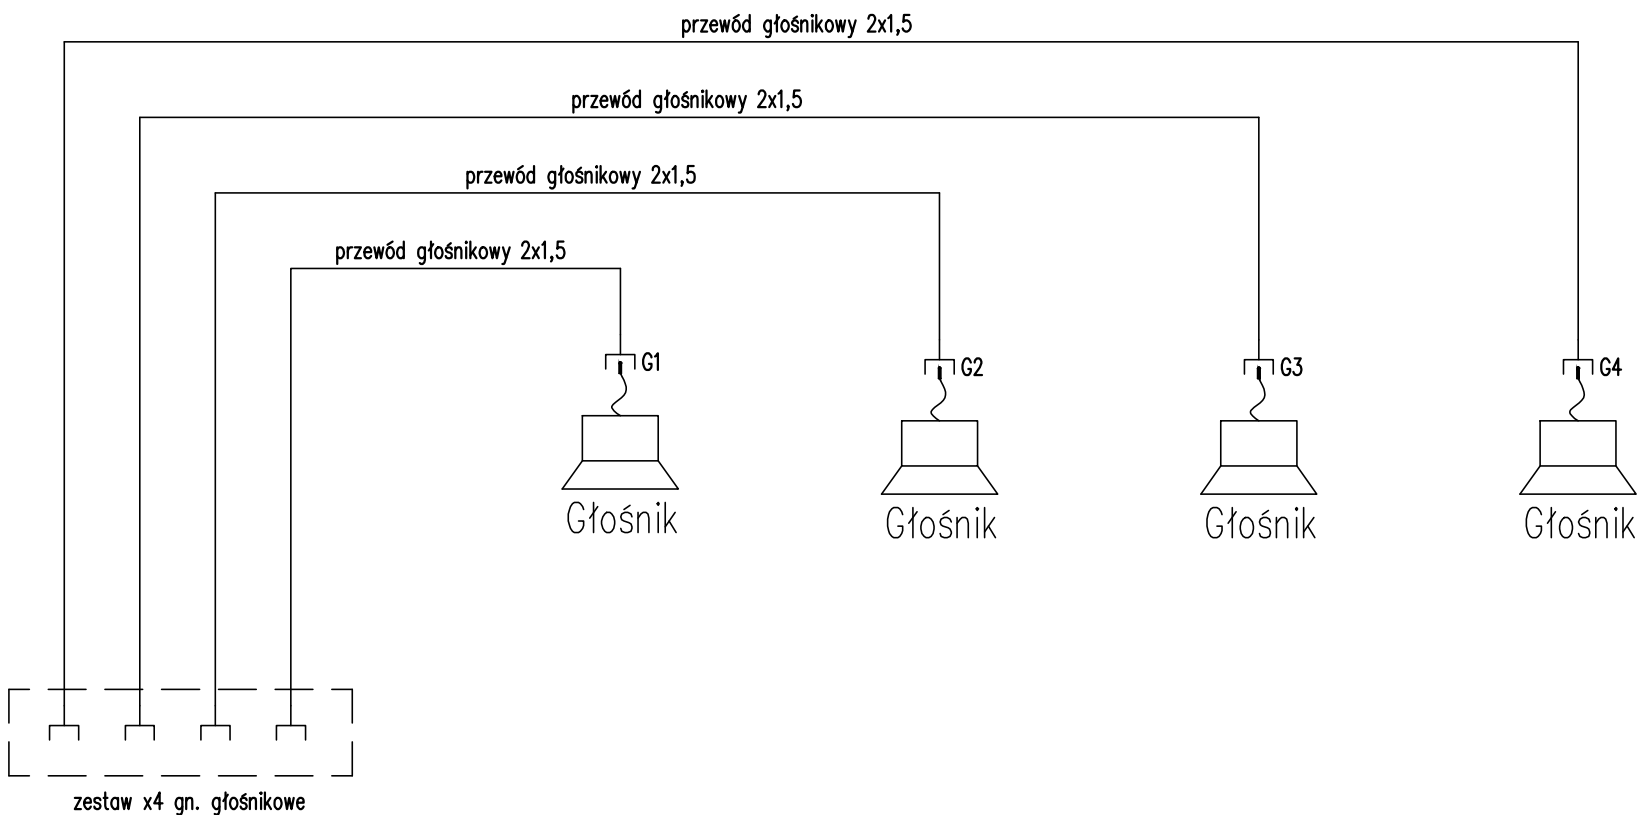 przewód głośnikowy 2x1,5
przewód głośnikowy 2x1,5
przewód głośnikowy 2x1,5
przewód głośnikowy 2x1,5
G1
G2
G3
G4
Głośnik
Głośnik
Głośnik
Głośnik
zestaw x4 gn. głośnikowe